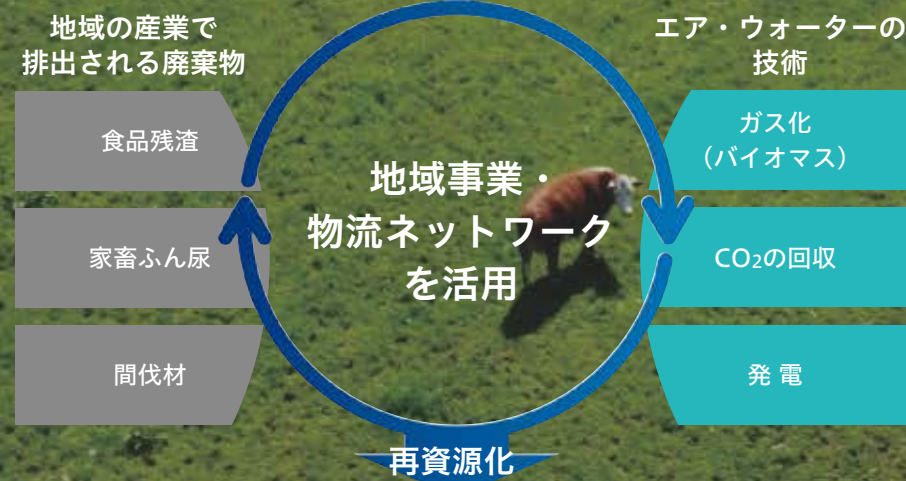 地域の産業で
排出される廃棄物
食品残渣
家畜ふん尿
間伐材
地域事業・
物流ネットワーク
を活用
エア・ウォーターの
技術
ガス化
（バイオマス）
CO₂の回収
発 電
再資源化